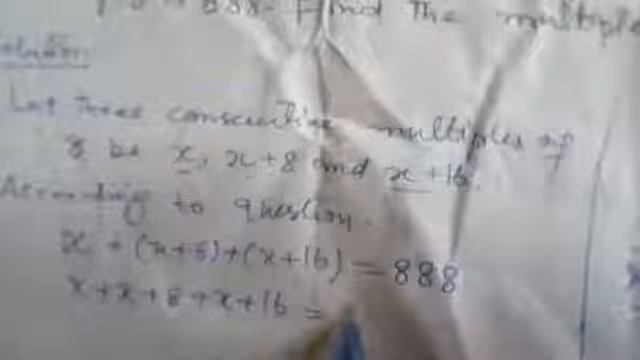 888. Find the multiple
Solution
Let three consecutive multiples of
8 be x, x+8 and x+16.
According to question.
x + (x+8)+(x+16) = 888
x+x+8+x+16 =